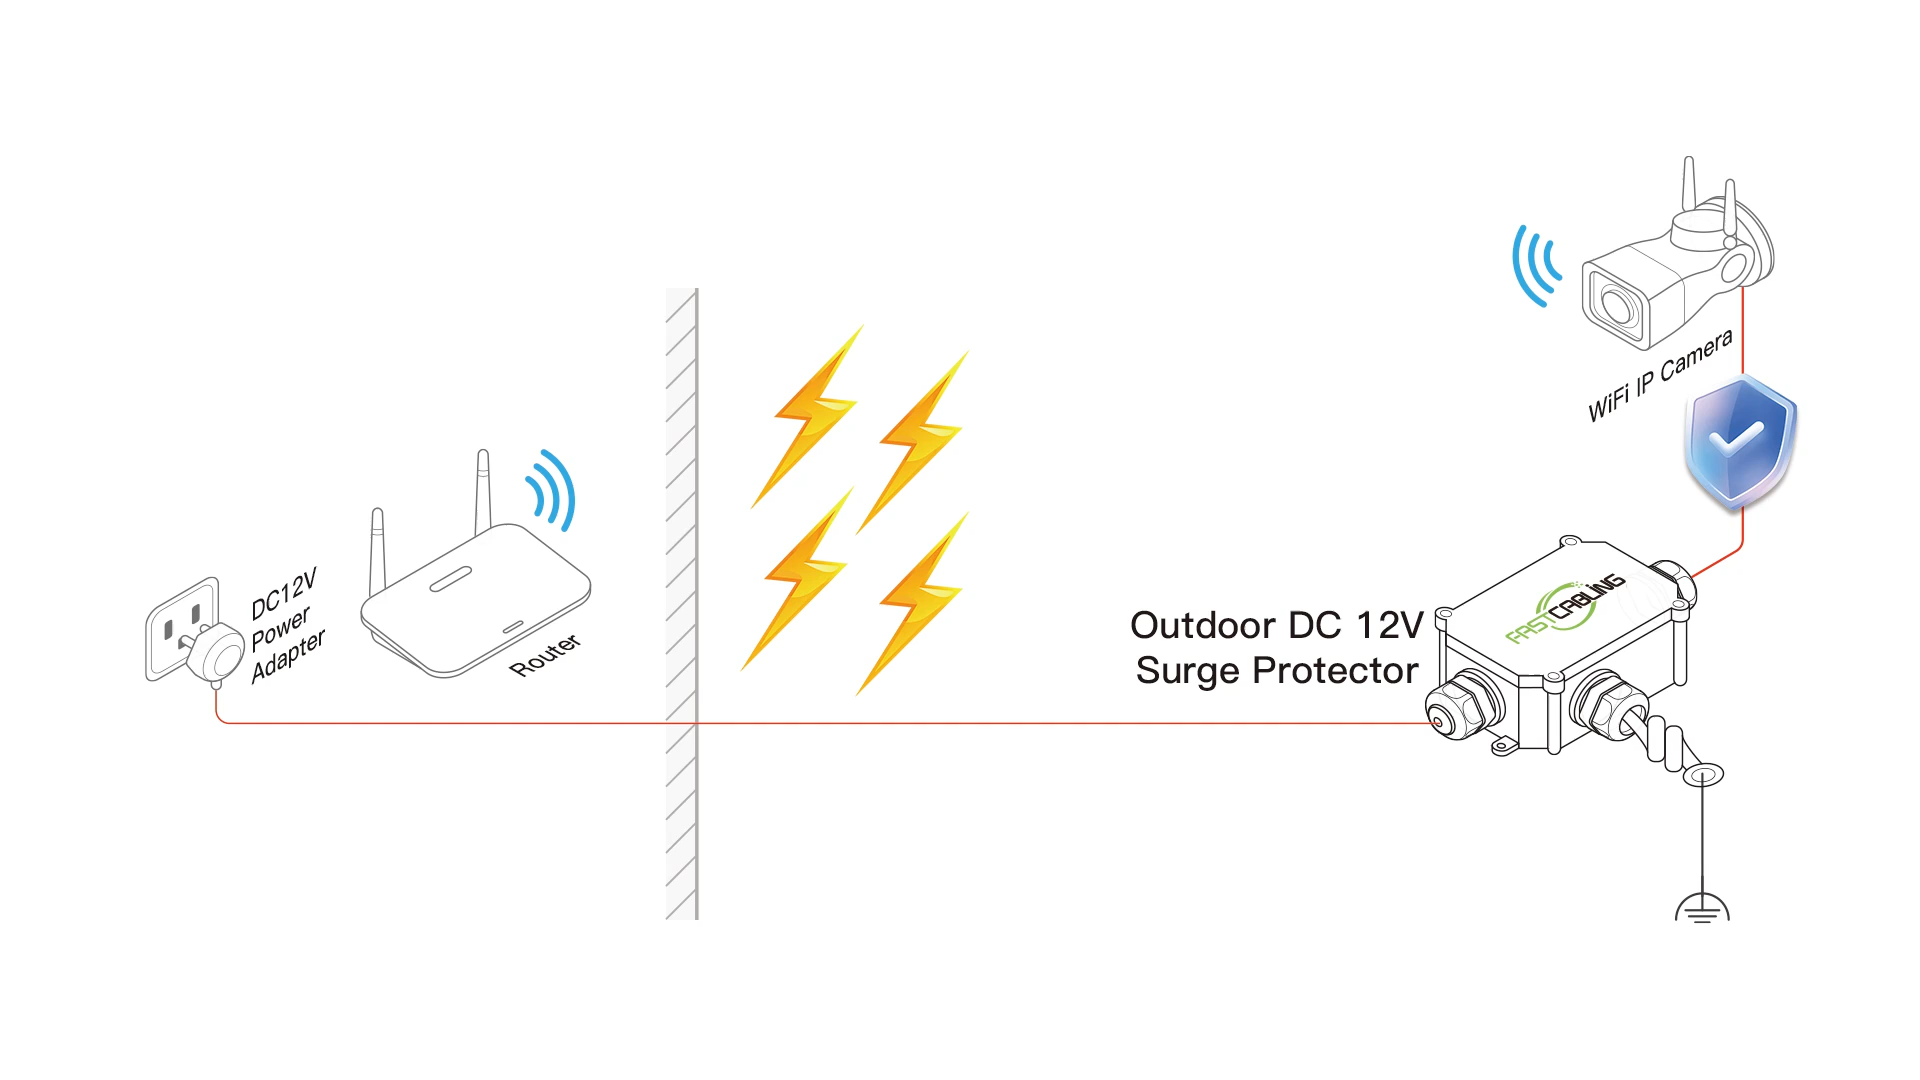 WiFi IP Camera
DC12V
Power
Adapter
Router
Outdoor DC 12V
Surge Protector
FASTCABLING